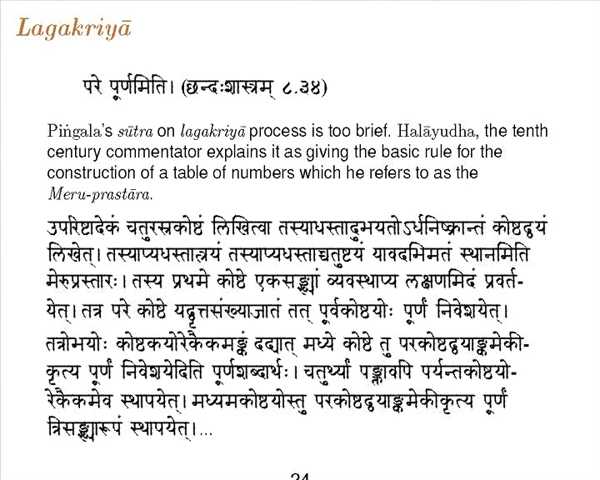 Lagakriyā
परे पूर्णमिति। (छन्दःशास्त्रम् ८.३४)
Piṅgala's sūtra on lagakriyā process is too brief. Halāyudha, the tenth
century commentator explains it as giving the basic rule for the
construction of a table of numbers which he refers to as the
Meru-prastāra.
उपरिष्टादेकं चतुरस्रकोष्ठं लिखित्वा तस्याधस्तादुभयतोऽर्धनिष्क्रान्तं कोष्ठद्वयं
लिखेत्। तस्याप्यधस्तात्त्रयं तस्याप्यधस्ताच्चतुष्टयं यावदभिमतं स्थानमिति
मेरुप्रस्तारः। तस्य प्रथमे कोष्ठे एकसङ्ख्यां व्यवस्थाप्य लक्षणमिदं प्रवर्त-
येत्। तत्र परे कोष्ठे यद्वृत्तसंख्याजातं तत् पूर्वकोष्ठयोः पूर्णं निवेशयेत्।
तत्रोभयोः कोष्ठकयोरेकैकमङ्कं दद्यात् मध्ये कोष्ठे तु परकोष्ठद्वयाङ्कमेकी-
कृत्य पूर्णं निवेशयेदिति पूर्णशब्दार्थः। चतुर्थ्यां पङ्क्तावपि पर्यन्तकोष्ठयो-
रेकैकमेव स्थापयेत्। मध्यमकोष्ठयोस्तु परकोष्ठद्वयाङ्कमेकीकृत्य पूर्णं
त्रिसङ्ख्यारूपं स्थापयेत्।...